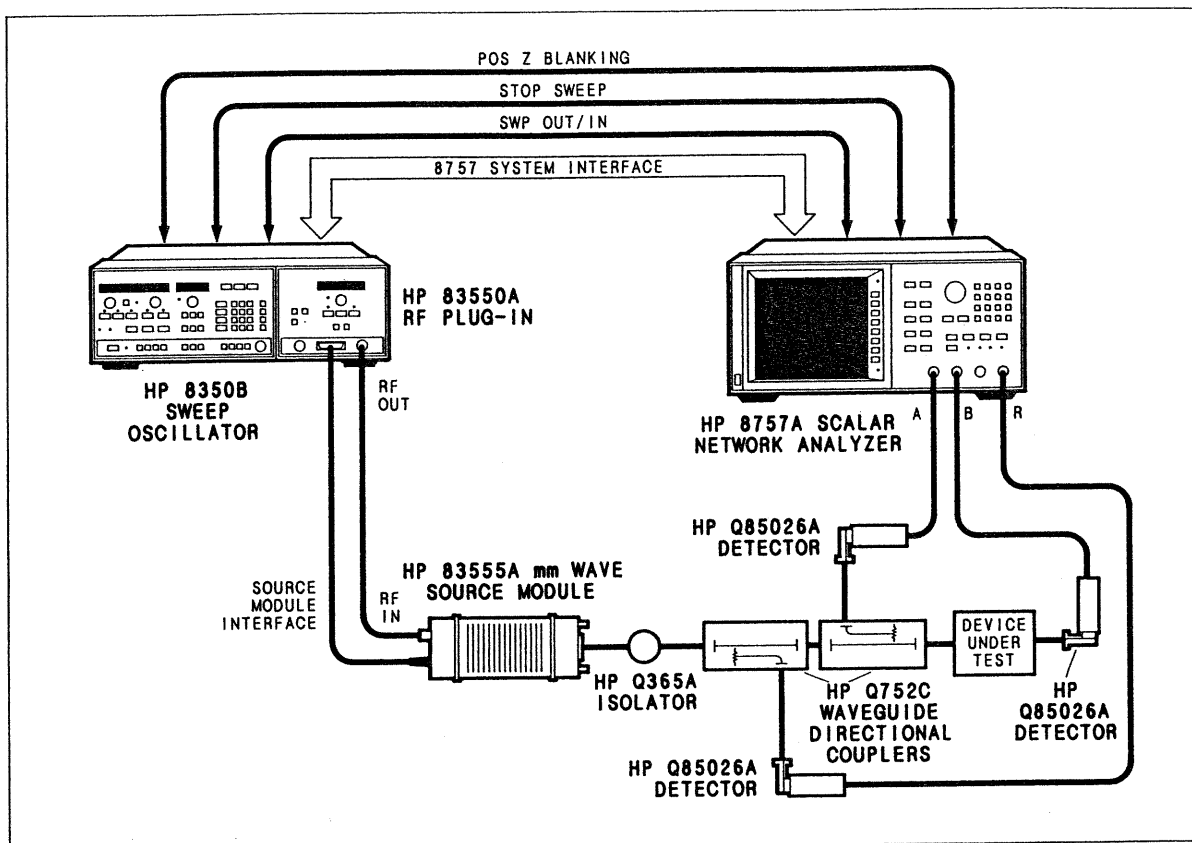 POS Z BLANKING
STOP SWEEP
SWP OUT/IN
8757 SYSTEM INTERFACE
HP 83550A
RF PLUG-IN
HP 8350B
SWEEP
OSCILLATOR
RF
OUT
HP 8757A SCALAR
NETWORK ANALYZER
A
B
R
HP Q85026A
DETECTOR
HP 83555A mm WAVE
SOURCE MODULE
SOURCE
MODULE
INTERFACE
RF
IN
HP Q365A
ISOLATOR
DEVICE
UNDER
TEST
HP Q752C
WAVEGUIDE
DIRECTIONAL
COUPLERS
HP
Q85026A
DETECTOR
HP Q85026A
DETECTOR